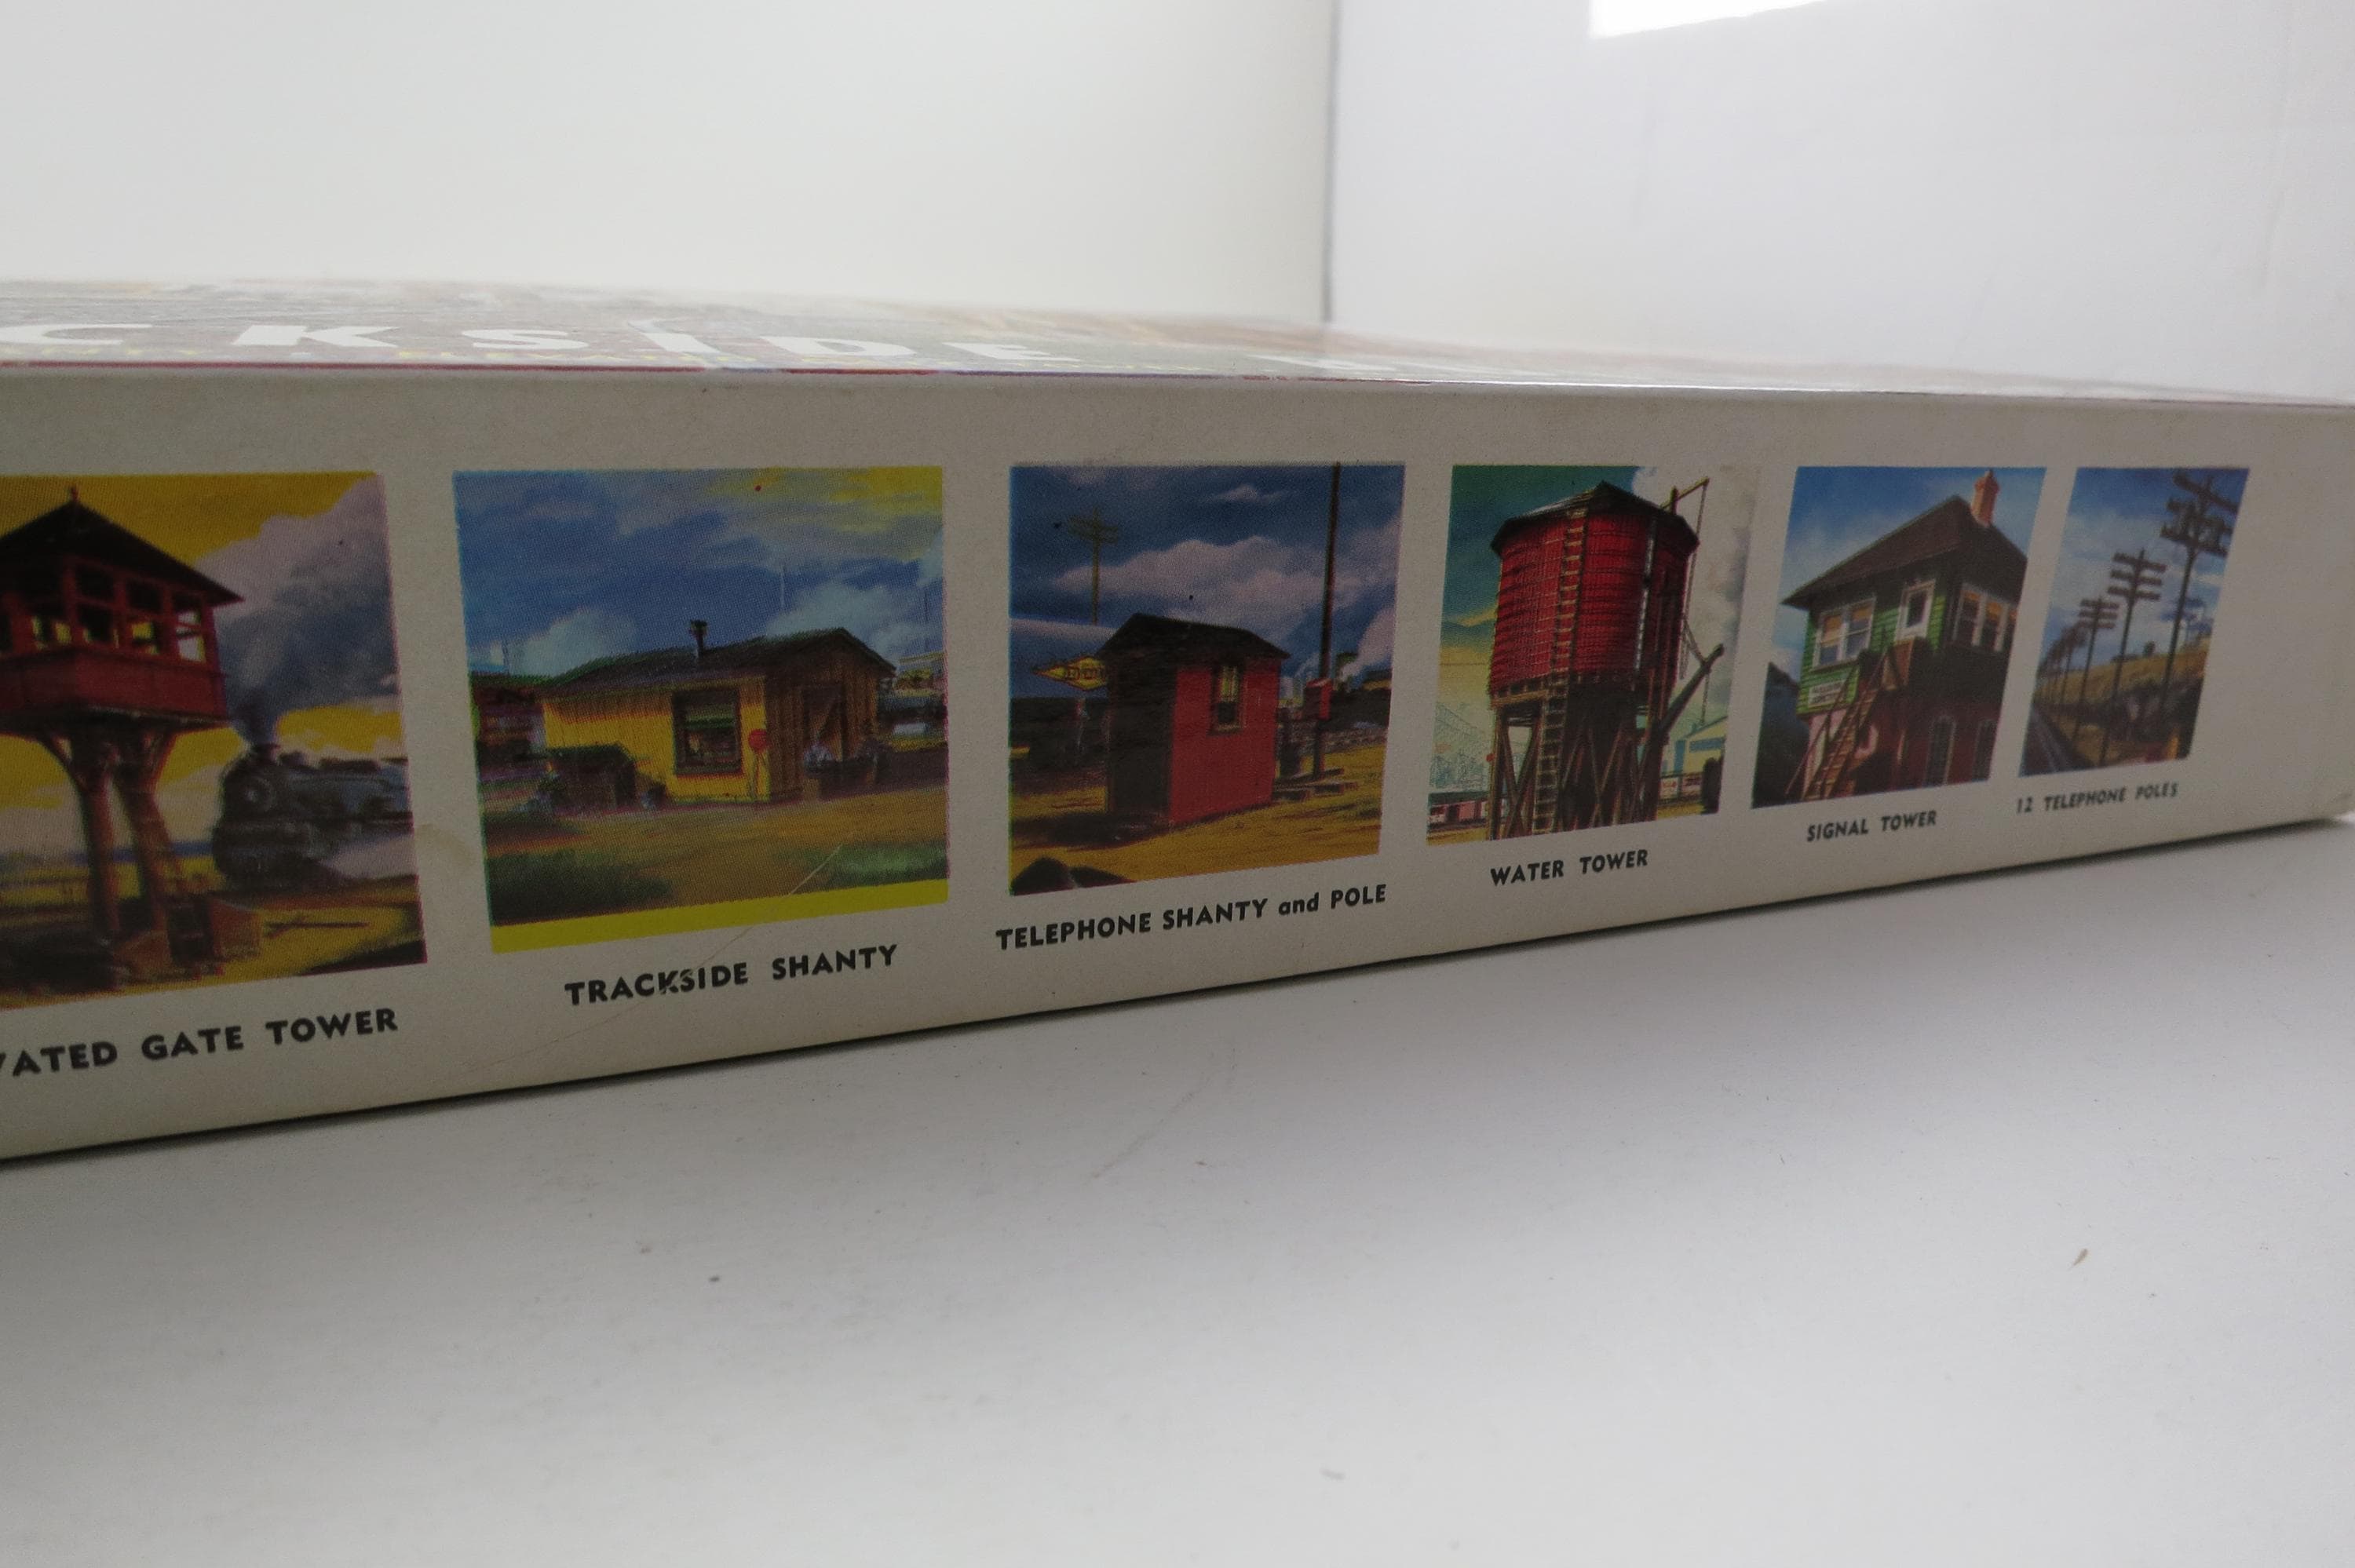 CKSIDE
VATED GATE TOWER
TRACKSIDE SHANTY
TELEPHONE SHANTY and POLE
WATER TOWER
SIGNAL TOWER
12 TELEPHONE POLES